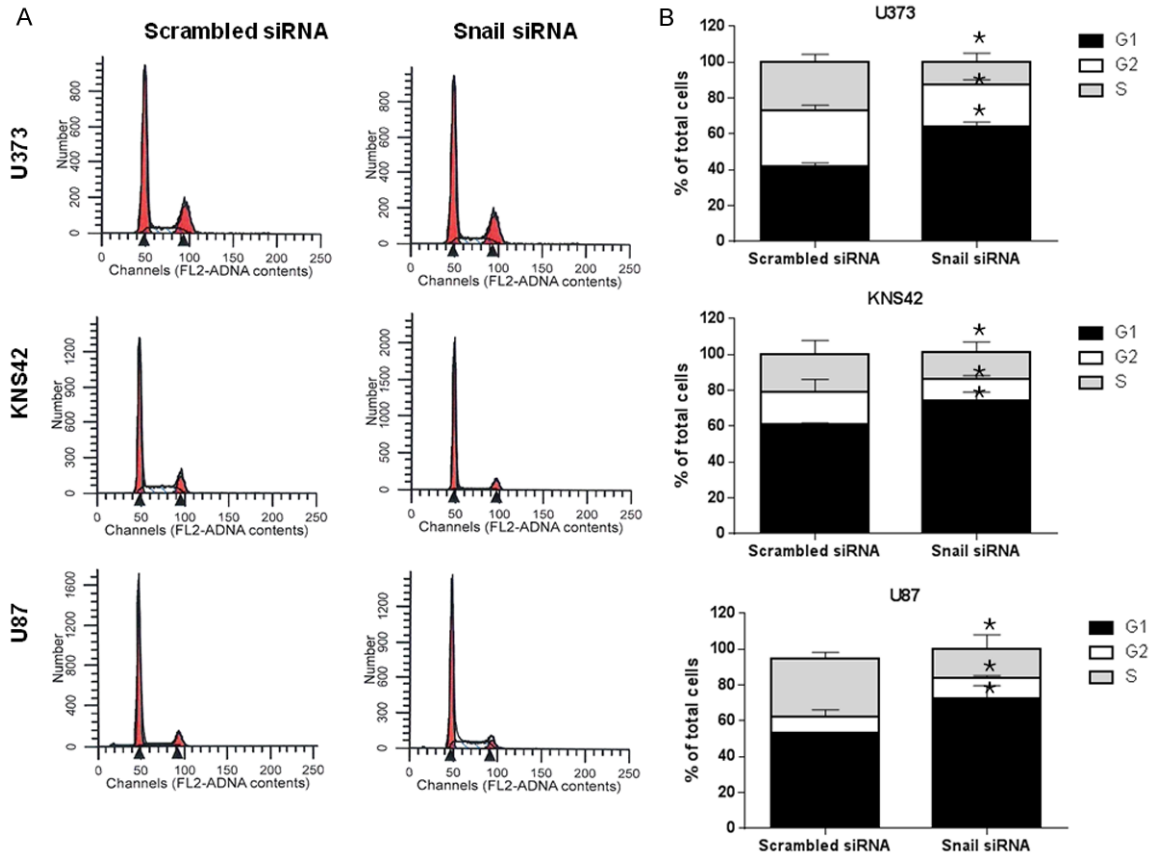 A
Scrambled siRNA
Snail siRNA
U373
Number
0 200 400 600 800
0 50 100 150 200 250
Channels (FL2-ADNA contents)
Number
0 200 400 600 800
0 50 100 150 200 250
Channels (FL2-ADNA contents)
KNS42
Number
0 300 600 900 1200
0 50 100 150 200 250
Channels (FL2-ADNA contents)
Number
0 500 1000 1500 2000
0 50 100 150 200 250
Channels (FL2-ADNA contents)
U87
Number
0 400 800 1200 1600
0 50 100 150 200 250
Channels (FL2-ADNA contents)
Number
0 300 600 900 1200
0 50 100 150 200 250
Channels (FL2-ADNA contents)
B
U373
% of total cells
120
100
80
60
40
20
0
* * *
Scrambled siRNA Snail siRNA
G1
G2
S
KNS42
% of total cells
120
100
80
60
40
20
0
* * *
Scrambled siRNA Snail siRNA
G1
G2
S
U87
% of total cells
120
100
80
60
40
20
0
* * *
Scrambled siRNA Snail siRNA
G1
G2
S